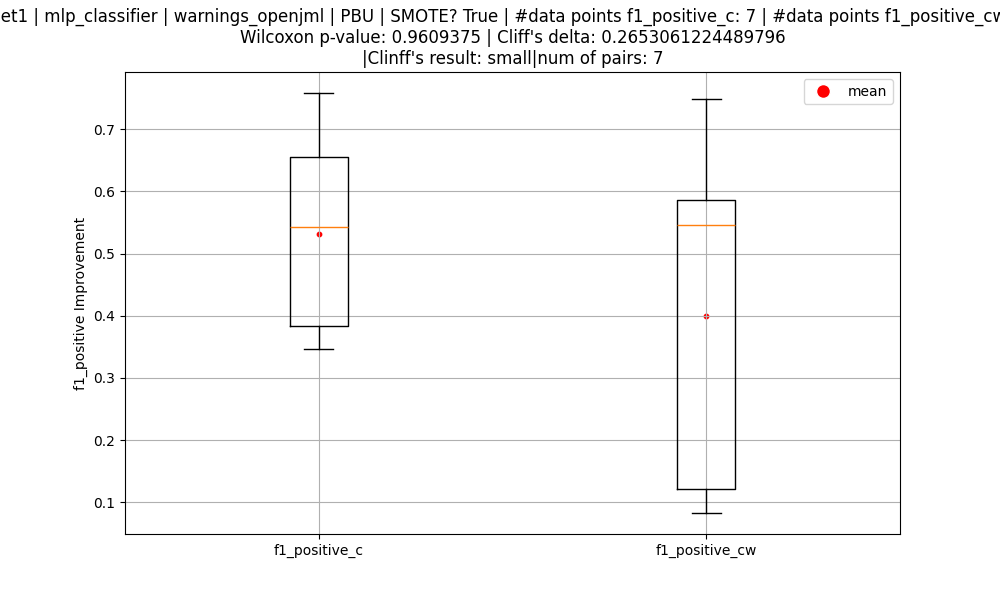 et1 | mlp_classifier | warnings_openjml | PBU | SMOTE? True | #data points f1_positive_c: 7 | #data points f1_positive_cw
Wilcoxon p-value: 0.9609375 | Cliff's delta: 0.2653061224489796
|Clinff's result: small|num of pairs: 7
mean
0.7
0.6
0.5
0.4
0.3
0.2
0.1
f1_positive Improvement
f1_positive_c
f1_positive_cw